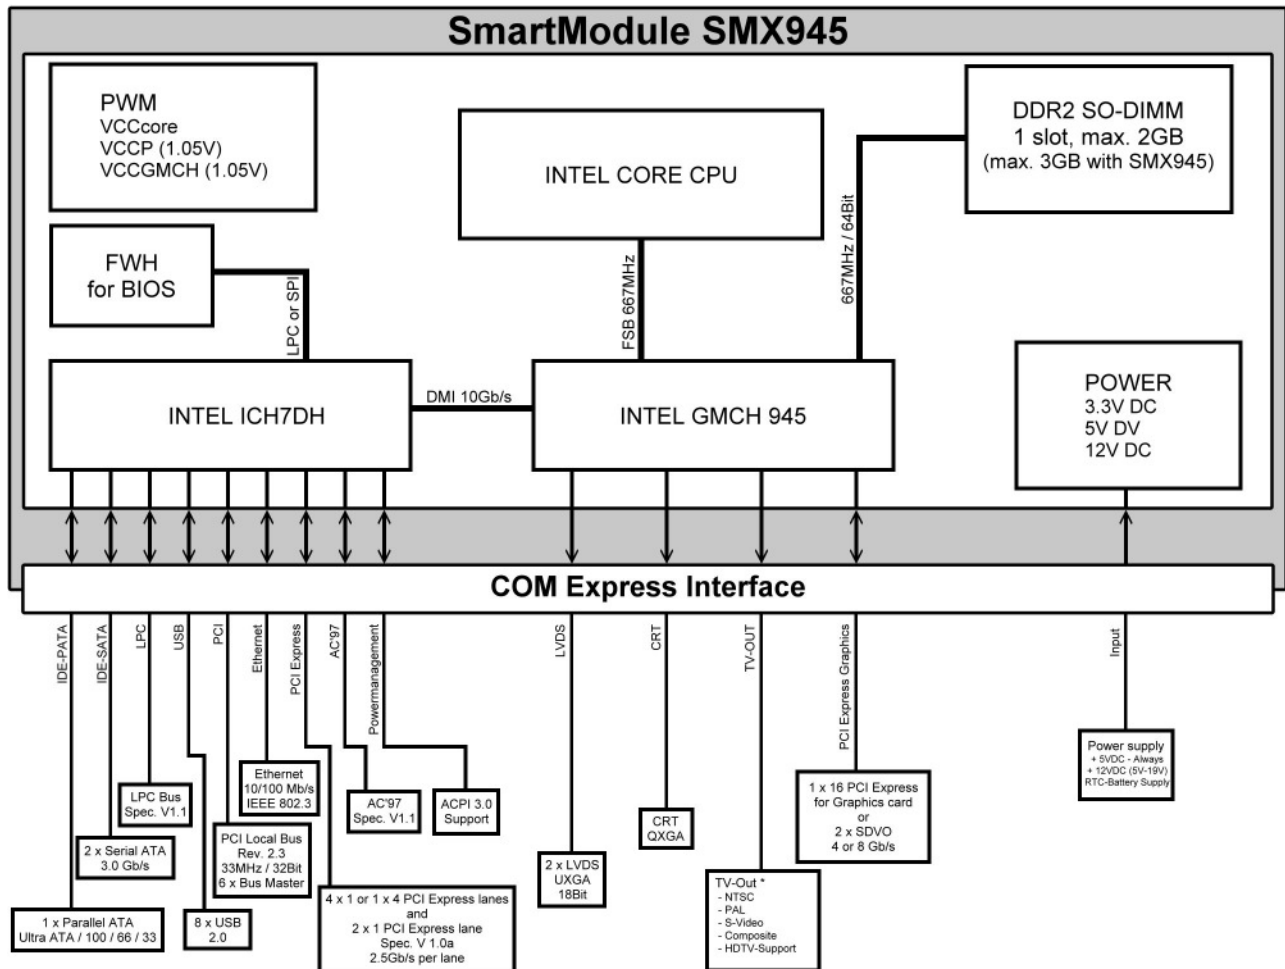 SmartModule SMX945
PWM
VCCcore
VCCP (1.05V)
VCCGMCH (1.05V)
INTEL CORE CPU
DDR2 SO-DIMM
1 slot, max. 2GB
(max. 3GB with SMX945)
FWH
for BIOS
LPC or SPI
FSB 667MHz
667MHz / 64Bit
INTEL ICH7DH
DMI 10Gb/s
INTEL GMCH 945
POWER
3.3V DC
5V DV
12V DC
COM Express Interface
IDE-PATA
IDE-SATA
LPC
USB
PCI
Ethernet
PCI Express
AC'97
Powermanagement
LVDS
CRT
TV-OUT
PCI Express Graphics
Input
1 x Parallel ATA
Ultra ATA / 100 / 66 / 33
2 x Serial ATA
3.0 Gb/s
LPC Bus
Spec. V1.1
8 x USB
2.0
PCI Local Bus
Rev. 2.3
33MHz / 32Bit
6 x Bus Master
Ethernet
10/100 Mb/s
IEEE 802.3
4 x 1 or 1 x 4 PCI Express lanes
and
2 x 1 PCI Express lane
Spec. V 1.0a
2.5Gb/s per lane
AC'97
Spec. V1.1
ACPI 3.0
Support
2 x LVDS
UXGA
18Bit
CRT
QXGA
TV-Out *
- NTSC
- PAL
- S-Video
- Composite
- HDTV-Support
1 x 16 PCI Express
for Graphics card
or
2 x SDVO
4 or 8 Gb/s
Power supply
+ 5VDC - Always
+ 12VDC (5V-19V)
RTC-Battery Supply